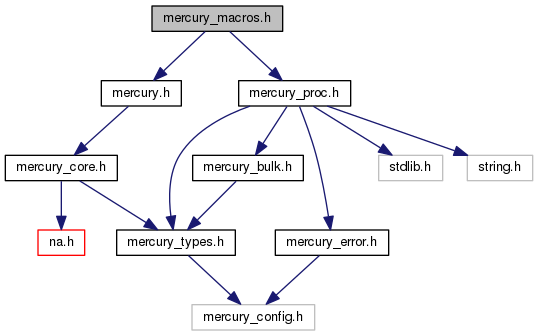 mercury_macros.h
mercury.h
mercury_proc.h
mercury_core.h
mercury_bulk.h
stdlib.h
string.h
na.h
mercury_types.h
mercury_error.h
mercury_config.h